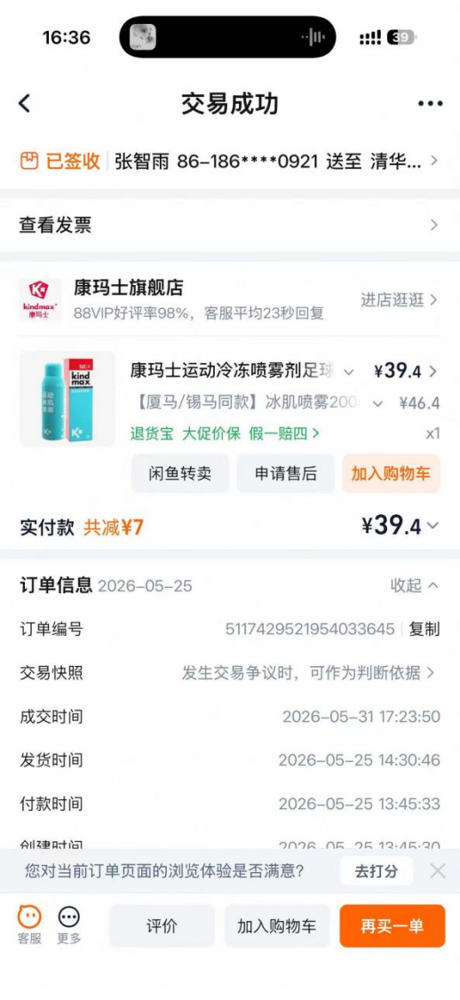 16:36
39
交易成功
已签收 张智雨 86-186****0921 送至 清华...
查看发票
康玛士旗舰店
kindmax
康玛士
88VIP好评率98%，客服平均23秒回复
进店逛逛
康玛士运动冷冻喷雾剂足球 ¥39.4
【厦马/锡马同款】冰肌喷雾200 ¥46.4
kind max
运动冰肌喷雾
退货宝 大促价保 假一赔四 x1
闲鱼转卖 申请售后 加入购物车
实付款 共减¥7 ¥39.4
订单信息 2026-05-25 收起
订单编号 5117429521954033645 复制
交易快照 发生交易争议时，可作为判断依据
成交时间 2026-05-31 17:23:50
发货时间 2026-05-25 14:30:46
付款时间 2026-05-25 13:45:33
创建时间 2026-05-25 13:45:30
您对当前订单页面的浏览体验是否满意？ 去打分
客服 更多 评价 加入购物车 再买一单